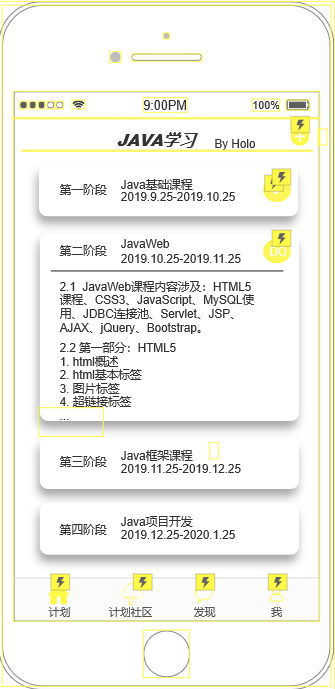 9:00PM
100%
JAVA学习 By Holo
第一阶段
Java基础课程
2019.9.25-2019.10.25
第二阶段
JavaWeb
2019.10.25-2019.11.25
DO
2.1 JavaWeb课程内容涉及：HTML5
课程、CSS3、JavaScript、MySQL使
用、JDBC连接池、Servlet、JSP、
AJAX、jQuery、Bootstrap。
2.2 第一部分：HTML5
1. html概述
2. html基本标签
3. 图片标签
4. 超链接标签
...
第三阶段
Java框架课程
2019.11.25-2019.12.25
第四阶段
Java项目开发
2019.12.25-2020.1.25
计划 计划社区 发现 我